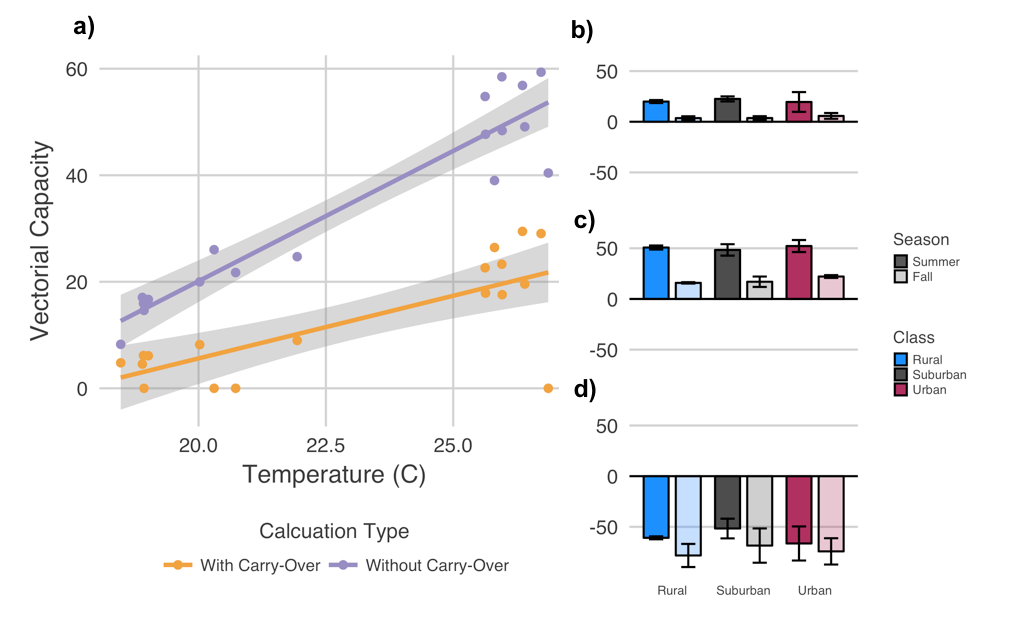 a)
60
40
20
0
Vectorial Capacity
20.0 22.5 25.0
Temperature (C)
Calcuation Type
With Carry-Over Without Carry-Over
b)
50
0
-50
c)
50
0
-50
d)
50
0
-50
Rural Suburban Urban
Season
Summer
Fall
Class
Rural
Suburban
Urban